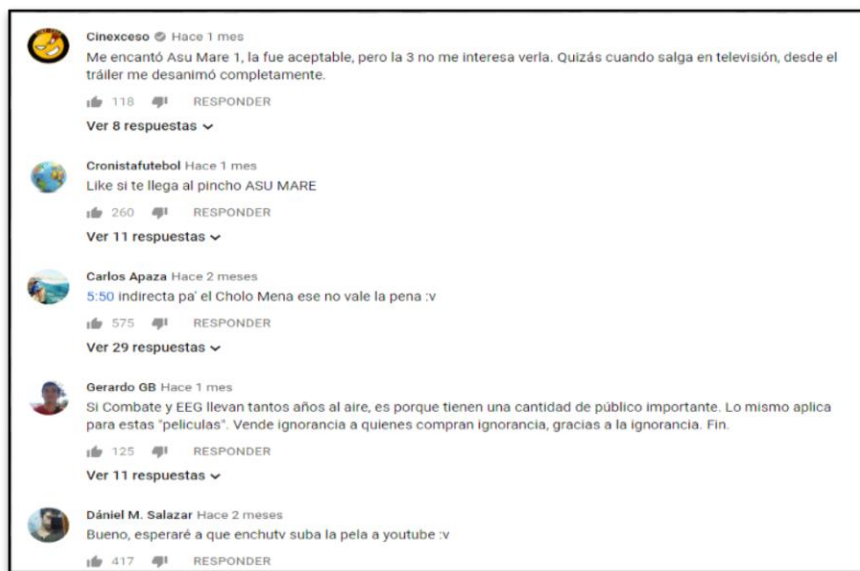 Cinexceso Hace 1 mes
Me encantó Asu Mare 1, la fue aceptable, pero la 3 no me interesa verla. Quizás cuando salga en televisión, desde el
tráiler me desanimó completamente.
118 RESPONDER
Ver 8 respuestas
Cronistafutebol Hace 1 mes
Like si te llega al pincho ASU MARE
260 RESPONDER
Ver 11 respuestas
Carlos Apaza Hace 2 meses
5:50 indirecta pa' el Cholo Mena ese no vale la pena :v
575 RESPONDER
Ver 29 respuestas
Gerardo GB Hace 1 mes
Si Combate y EEG llevan tantos años al aire, es porque tienen una cantidad de público importante. Lo mismo aplica
para estas "peliculas". Vende ignorancia a quienes compran ignorancia, gracias a la ignorancia. Fin.
125 RESPONDER
Ver 11 respuestas
Dániel M. Salazar Hace 2 meses
Bueno, esperaré a que enchutv suba la pela a youtube :v
417 RESPONDER